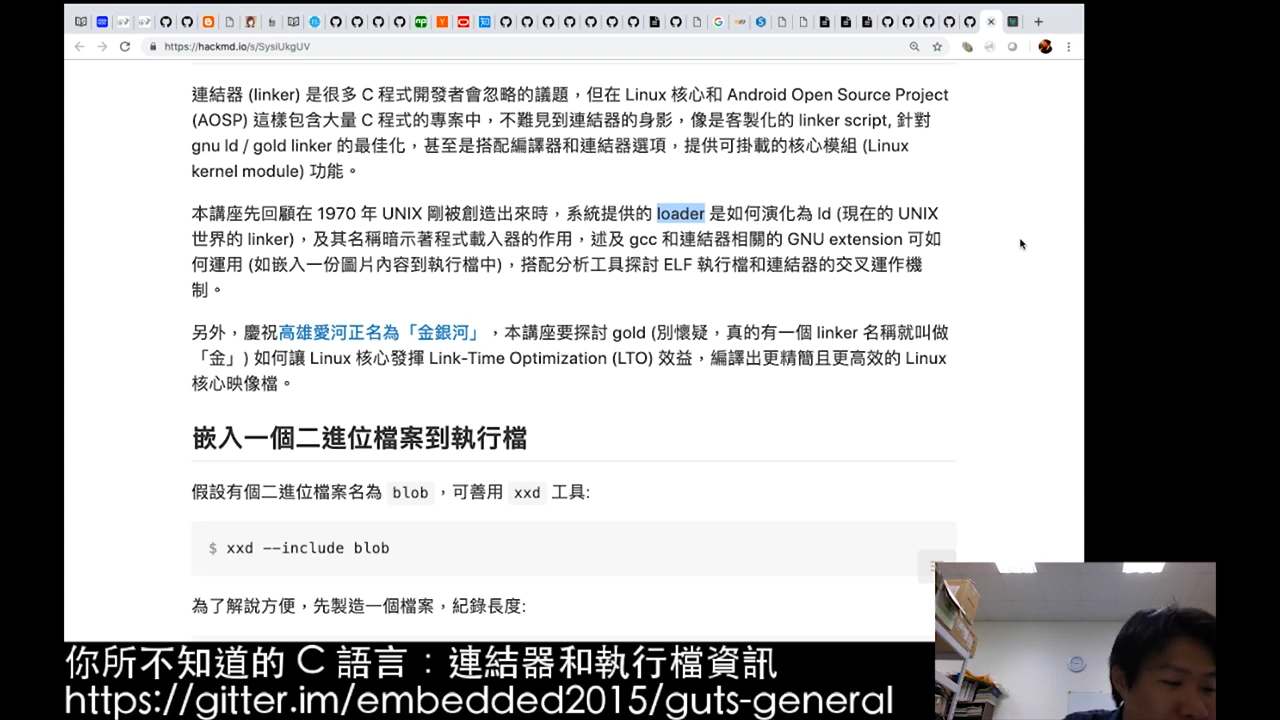 https://hackmd.io/s/SysiUkgUV
連結器 (linker) 是很多 C 程式開發者會忽略的議題，但在 Linux 核心和 Android Open Source Project
(AOSP) 這樣包含大量 C 程式的專案中，不難見到連結器的身影，像是客製化的 linker script, 針對
gnu ld / gold linker 的最佳化，甚至是搭配編譯器和連結器選項，提供可掛載的核心模組 (Linux
kernel module) 功能。
本講座先回顧在 1970 年 UNIX 剛被創造出來時，系統提供的 loader 是如何演化為 ld (現在的 UNIX
世界的 linker)，及其名稱暗示著程式載入器的作用，述及 gcc 和連結器相關的 GNU extension 可如
何運用 (如嵌入一份圖片內容到執行檔中)，搭配分析工具探討 ELF 執行檔和連結器的交叉運作機
制。
另外，慶祝高雄愛河正名為「金銀河」，本講座要探討 gold (別懷疑，真的有一個 linker 名稱就叫做
「金」) 如何讓 Linux 核心發揮 Link-Time Optimization (LTO) 效益，編譯出更精簡且更高效的 Linux
核心映像檔。
嵌入一個二進位檔案到執行檔
假設有個二進位檔案名為 blob，可善用 xxd 工具:
$ xxd --include blob
為了解說方便，先製造一個檔案，紀錄長度:
你所不知道的 C 語言：連結器和執行檔資訊
https://gitter.im/embedded2015/guts-general